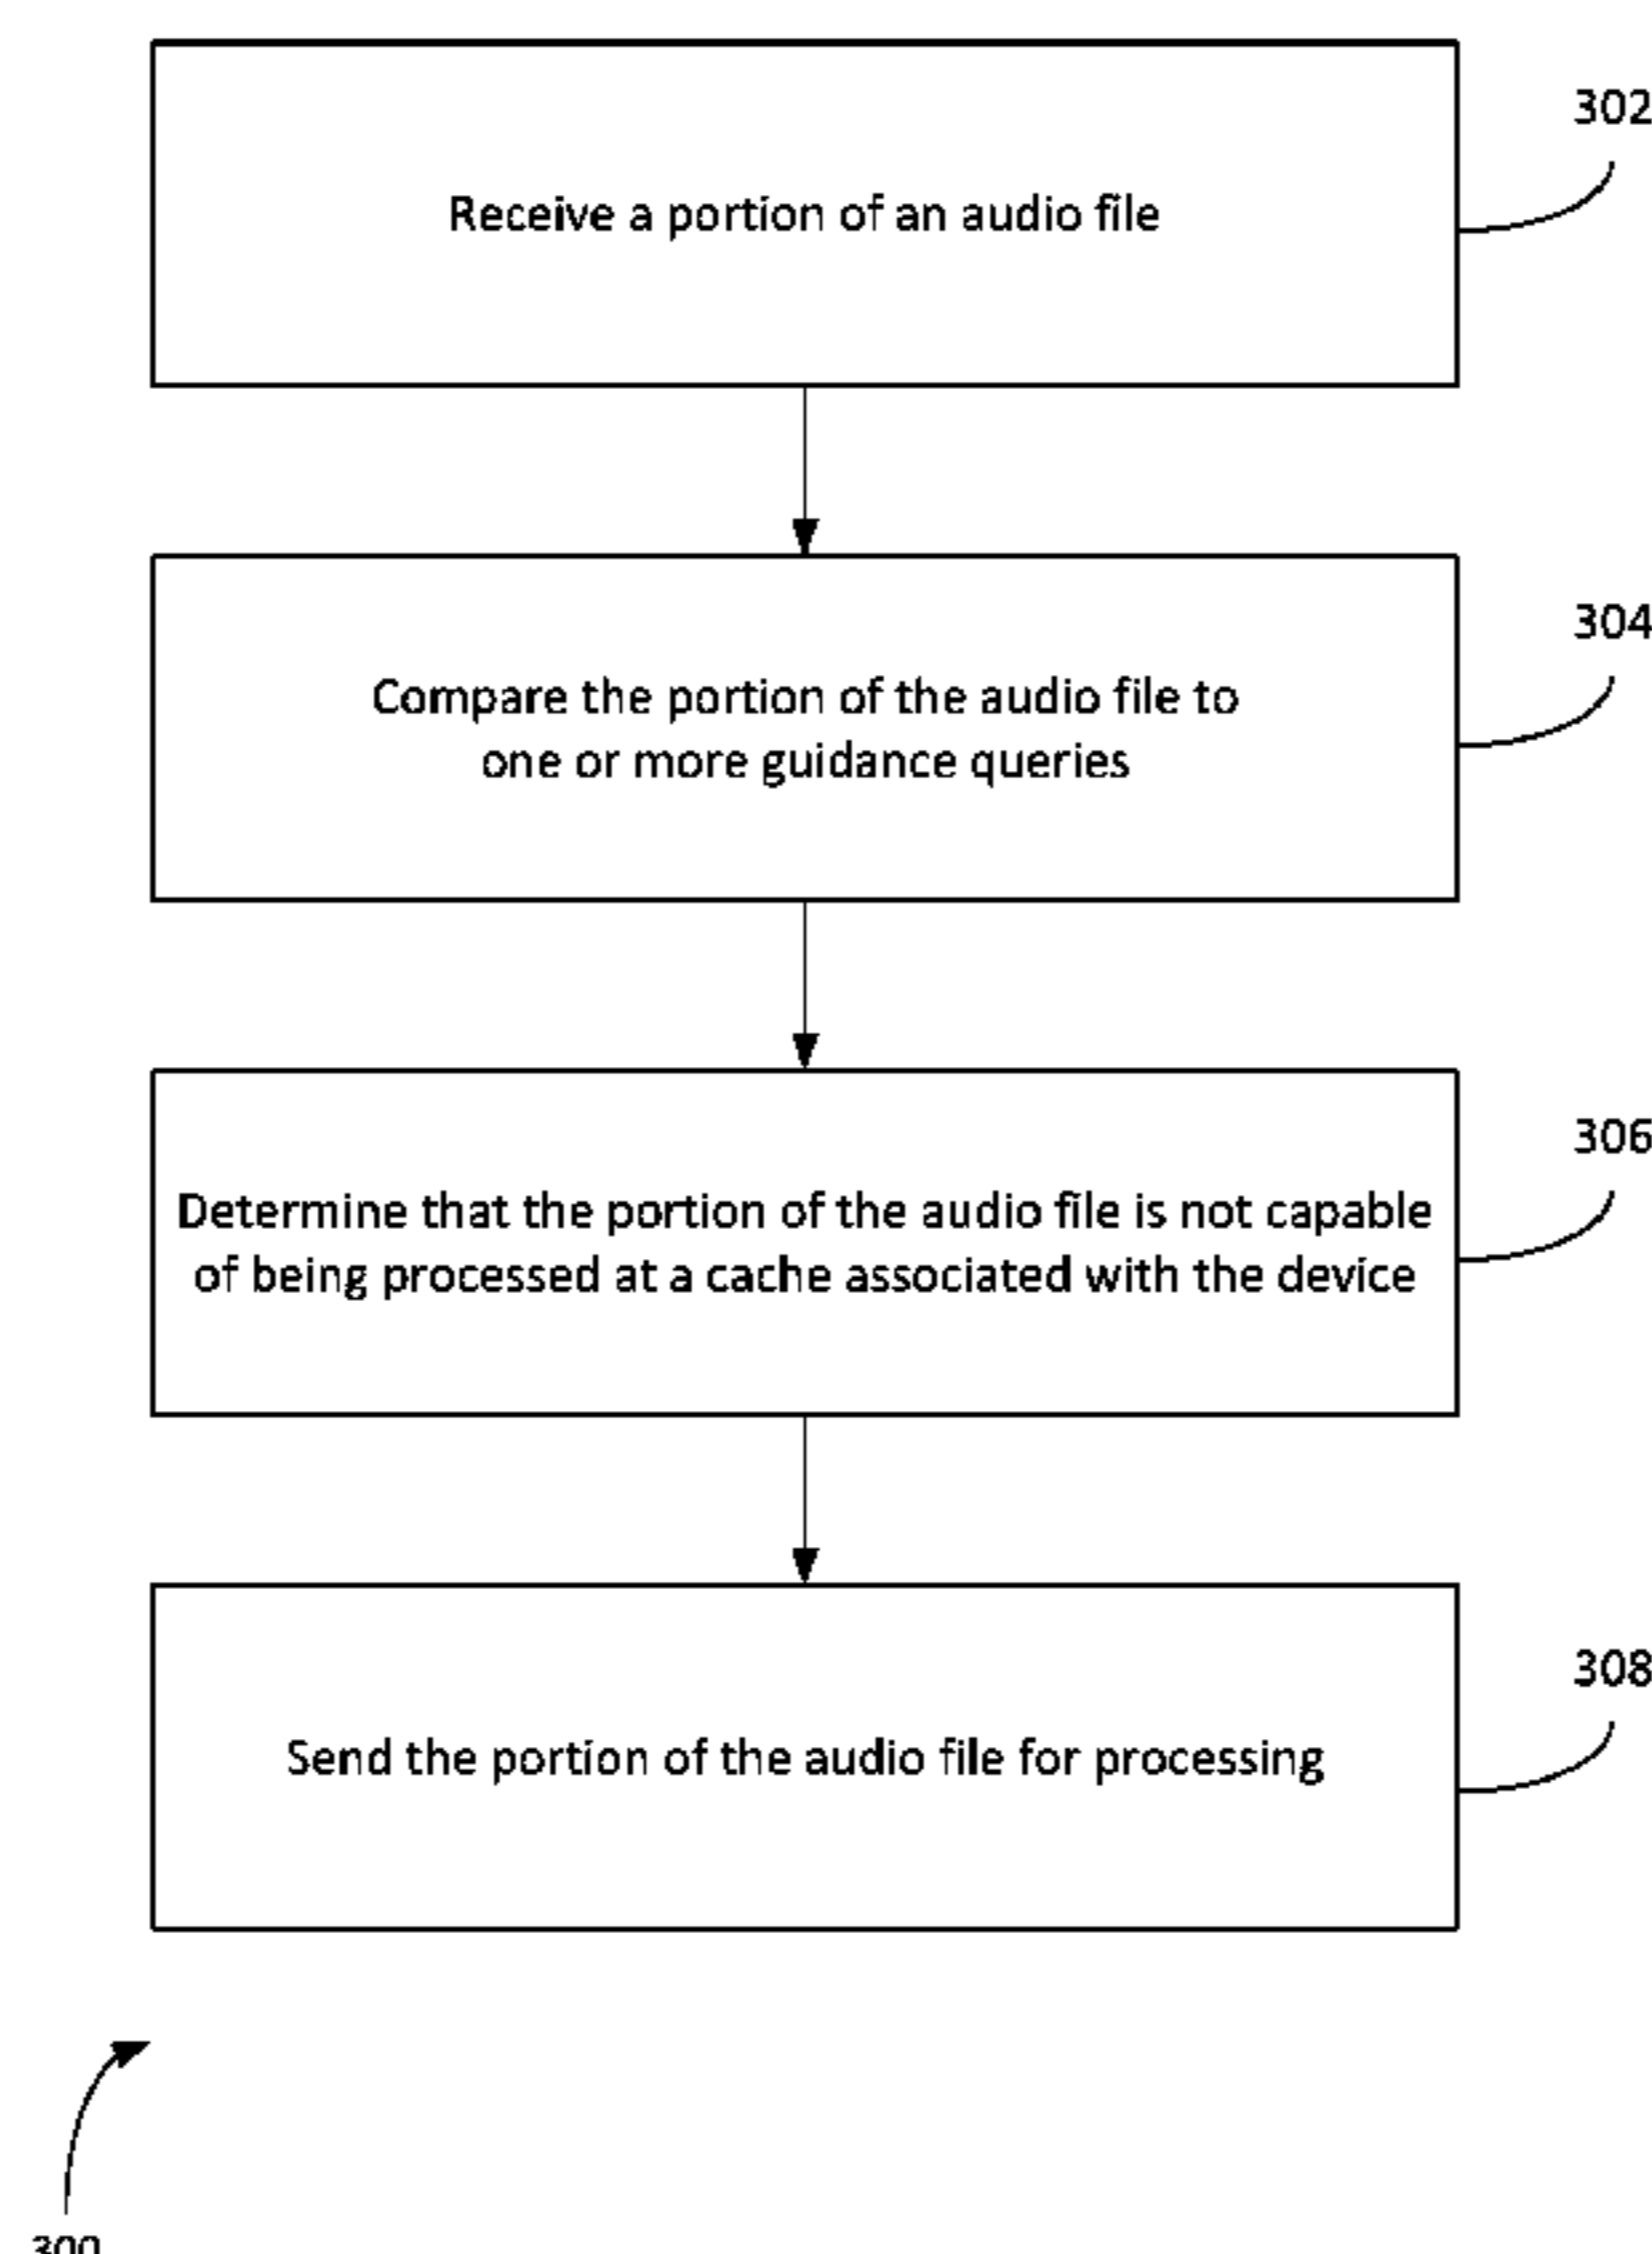 302
Receive a portion of an audio file
304
Compare the portion of the audio file to
one or more guidance queries
306
Determine that the portion of the audio file is not capable
of being processed at a cache associated with the device
308
Send the portion of the audio file for processing
300